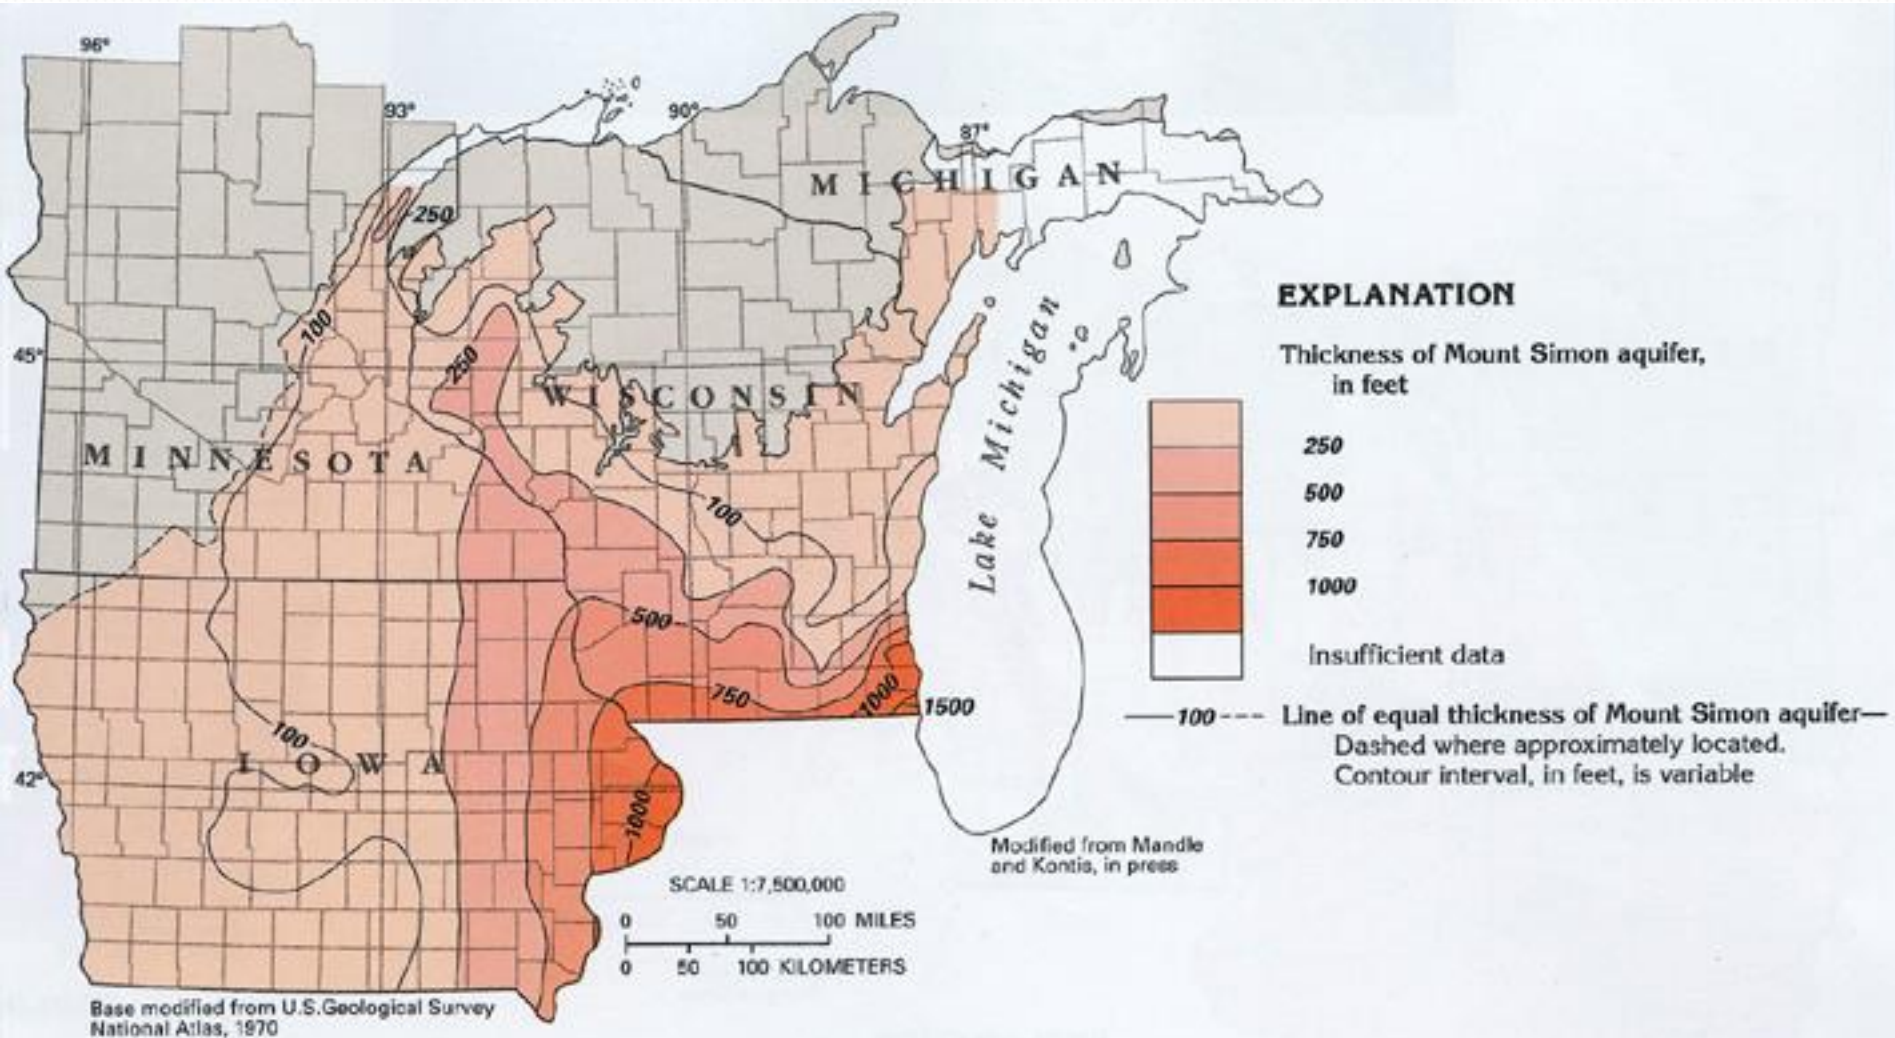 96°
93°
90°
87°
MICHIGAN
250
100
45°
250
WISCONSIN
MINNESOTA
Lake Michigan
100
500
750
1000
1500
100
IOWA
42°
1000
EXPLANATION
Thickness of Mount Simon aquifer,
in feet
250
500
750
1000
Insufficient data
100
Line of equal thickness of Mount Simon aquifer—
Dashed where approximately located.
Contour interval, in feet, is variable
Modified from Mandle
and Kontis, in press
SCALE 1:7,500,000
0 50 100 MILES
0 50 100 KILOMETERS
Base modified from U.S.Geological Survey
National Atlas, 1970